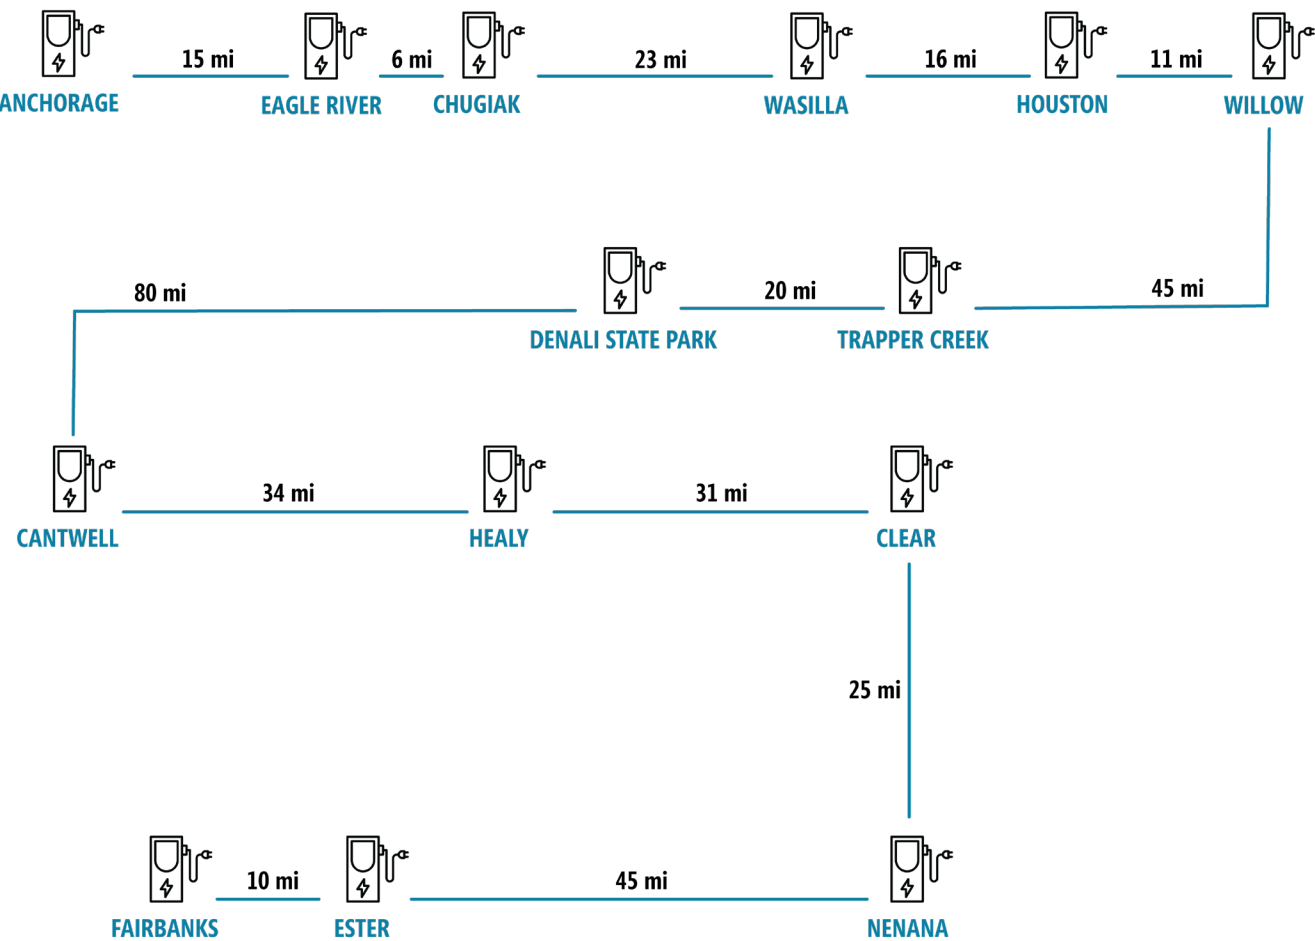 15 mi
6 mi
23 mi
16 mi
11 mi
ANCHORAGE
EAGLE RIVER
CHUGIAK
WASILLA
HOUSTON
WILLOW
80 mi
20 mi
45 mi
DENALI STATE PARK
TRAPPER CREEK
34 mi
31 mi
CANTWELL
HEALY
CLEAR
25 mi
10 mi
45 mi
FAIRBANKS
ESTER
NENANA